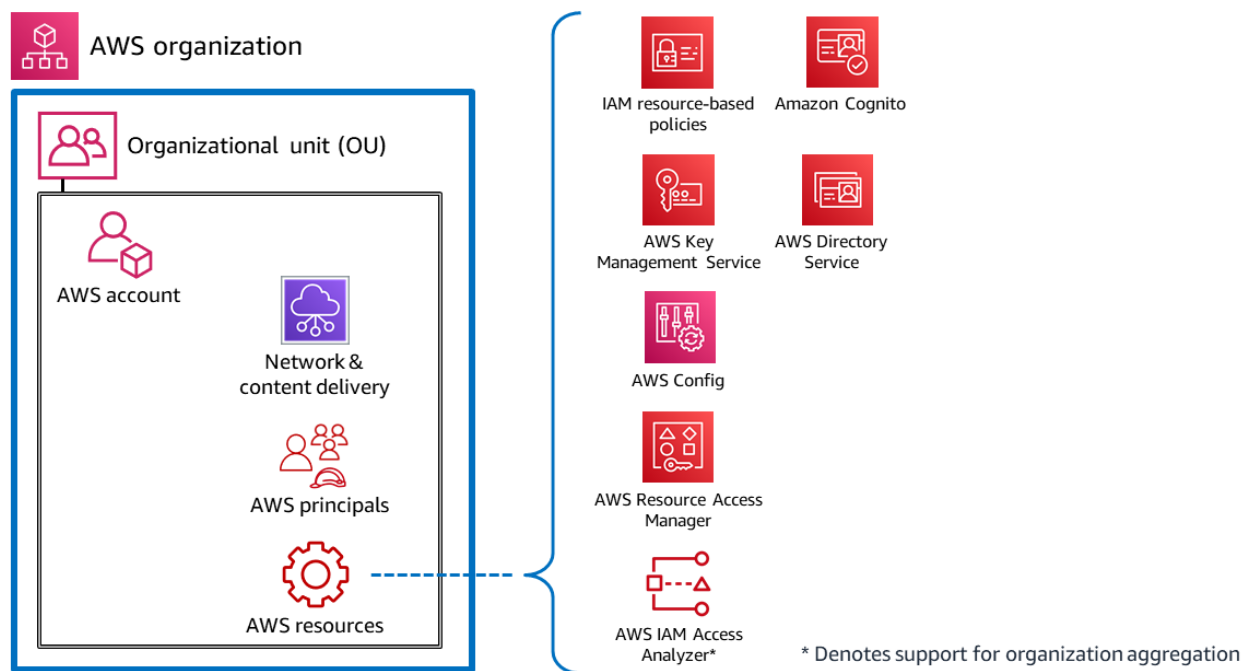 AWS organization
Organizational unit (OU)
AWS account
Network &
content delivery
AWS principals
AWS resources
IAM resource-based
policies
Amazon Cognito
AWS Key
Management Service
AWS Directory
Service
AWS Config
AWS Resource Access
Manager
AWS IAM Access
Analyzer*
* Denotes support for organization aggregation